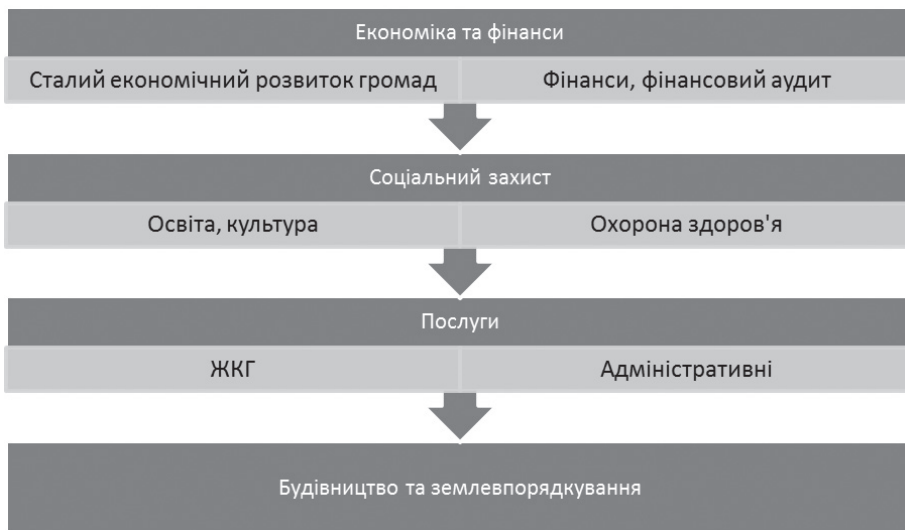 Економіка та фінанси
Сталий економічний розвиток громад
Фінанси, фінансовий аудит
Соціальний захист
Освіта, культура
Охорона здоров'я
Послуги
ЖКГ
Адміністративні
Будівництво та землевпорядкування